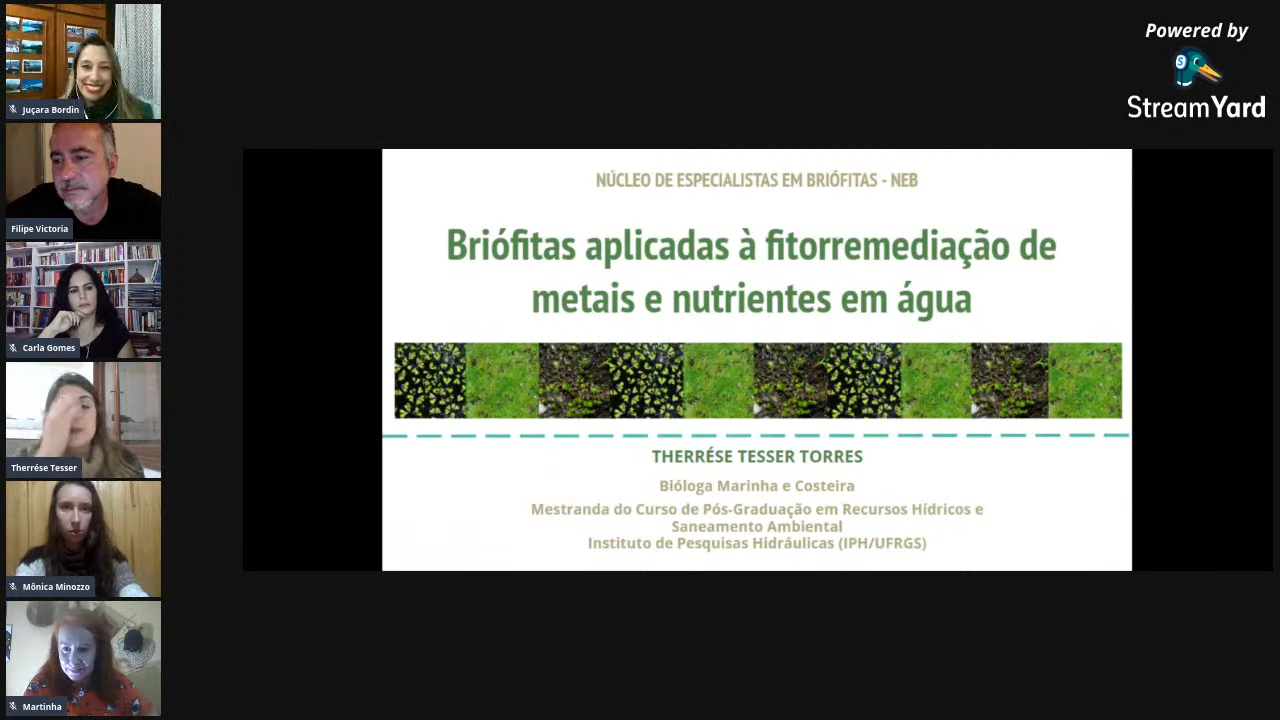 Juçara Bordin
Filipe Victoria
Carla Gomes
Therrése Tesser
Mônica Minozzo
Martinha
Powered by
StreamYard
NÚCLEO DE ESPECIALISTAS EM BRIÓFITAS - NEB
Briófitas aplicadas à fitorremediação de
metais e nutrientes em água
THERRÉSE TESSER TORRES
Bióloga Marinha e Costeira
Mestranda do Curso de Pós-Graduação em Recursos Hídricos e
Saneamento Ambiental
Instituto de Pesquisas Hidráulicas (IPH/UFRGS)